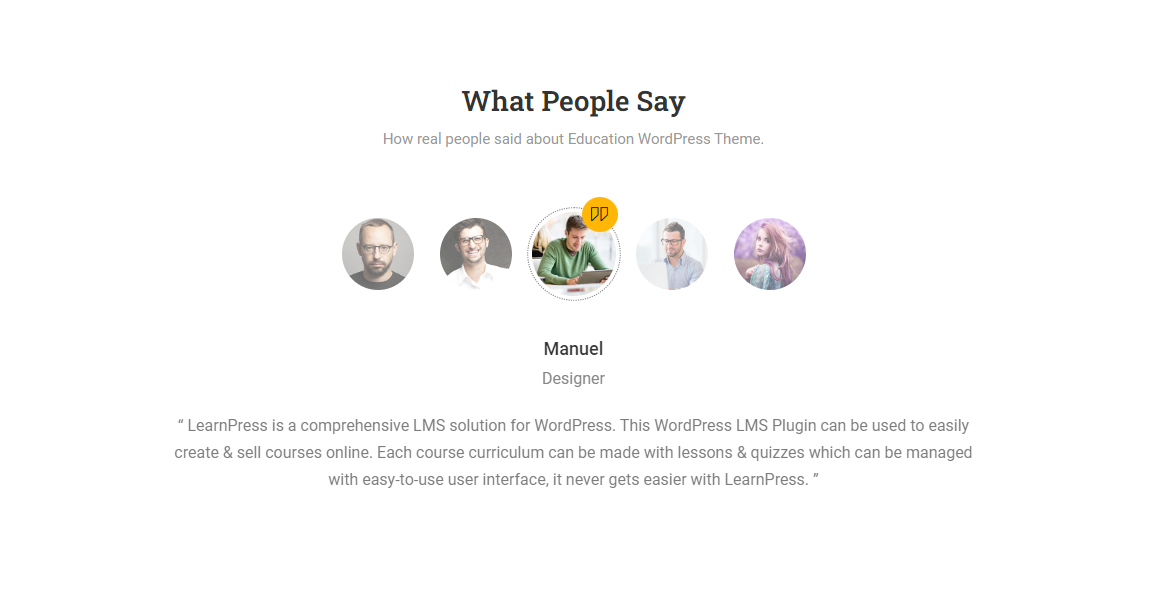 What People Say
How real people said about Education WordPress Theme.
Manuel
Designer
“ LearnPress is a comprehensive LMS solution for WordPress. This WordPress LMS Plugin can be used to easily
create & sell courses online. Each course curriculum can be made with lessons & quizzes which can be managed
with easy-to-use user interface, it never gets easier with LearnPress. ”